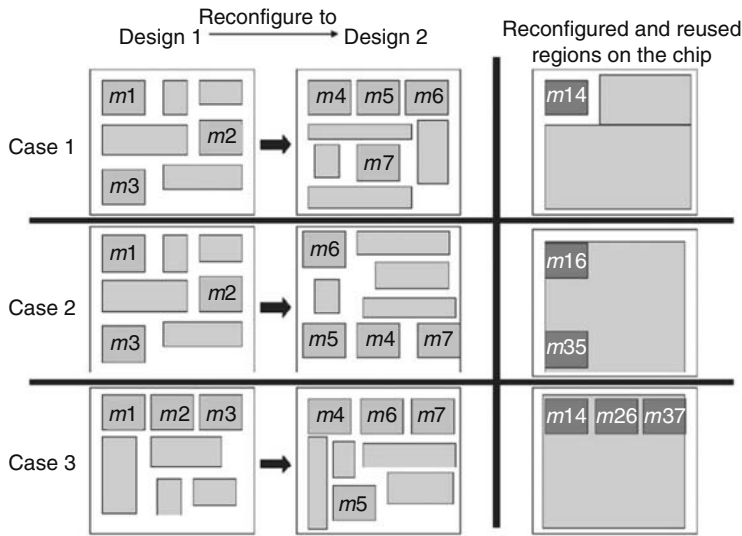 Reconfigure to
Design 1 Design 2
Reconfigured and reused
regions on the chip
Case 1
m1
m2
m3
m4 m5 m6
m7
m14
Case 2
m1
m2
m3
m6
m5 m4 m7
m16
m35
Case 3
m1 m2 m3
m4 m6 m7
m5
m14 m26 m37